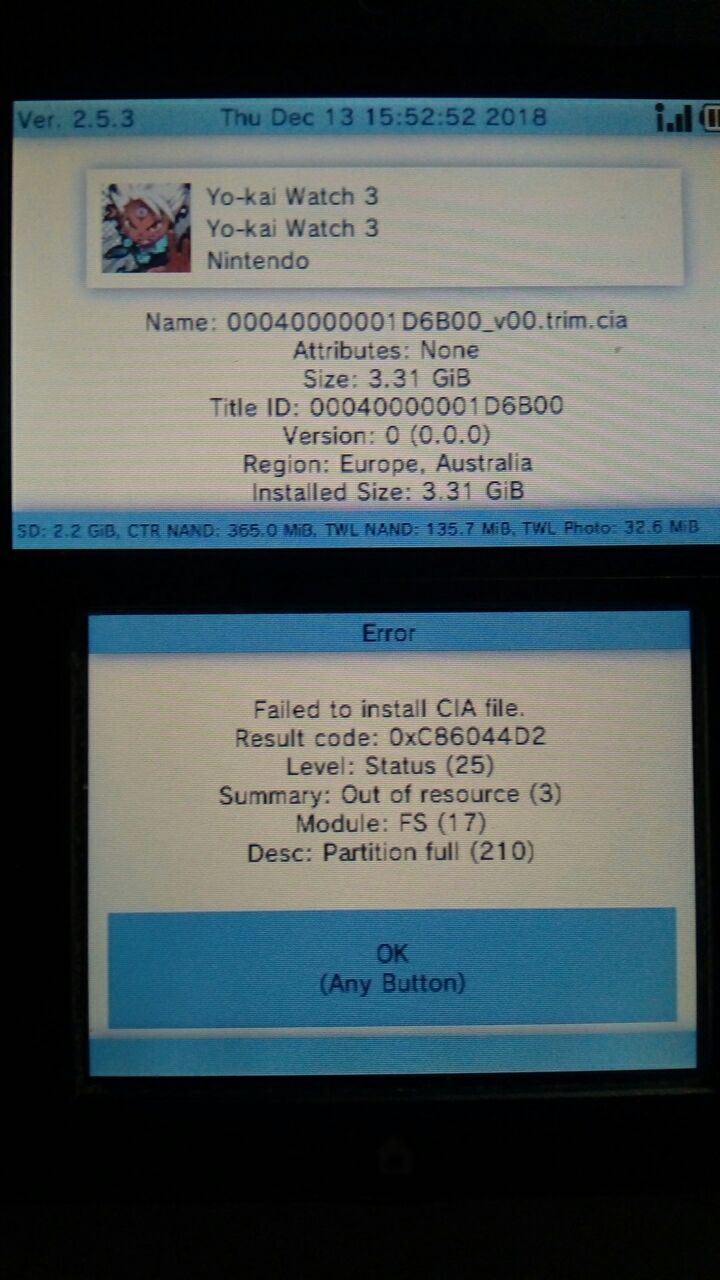 Ver. 2.5.3 Thu Dec 13 15:52:52 2018
Yo-kai Watch 3
Yo-kai Watch 3
Nintendo
Name: 00040000001D6B00_v00.trim.cia
Attributes: None
Size: 3.31 GiB
Title ID: 00040000001D6B00
Version: 0 (0.0.0)
Region: Europe, Australia
Installed Size: 3.31 GiB
SD: 2.2 GiB, CTR NAND: 365.0 MiB, TWL NAND: 135.7 MiB, TWL Photo: 32.6 MiB
Error
Failed to install CIA file.
Result code: 0xC86044D2
Level: Status (25)
Summary: Out of resource (3)
Module: FS (17)
Desc: Partition full (210)
OK
(Any Button)